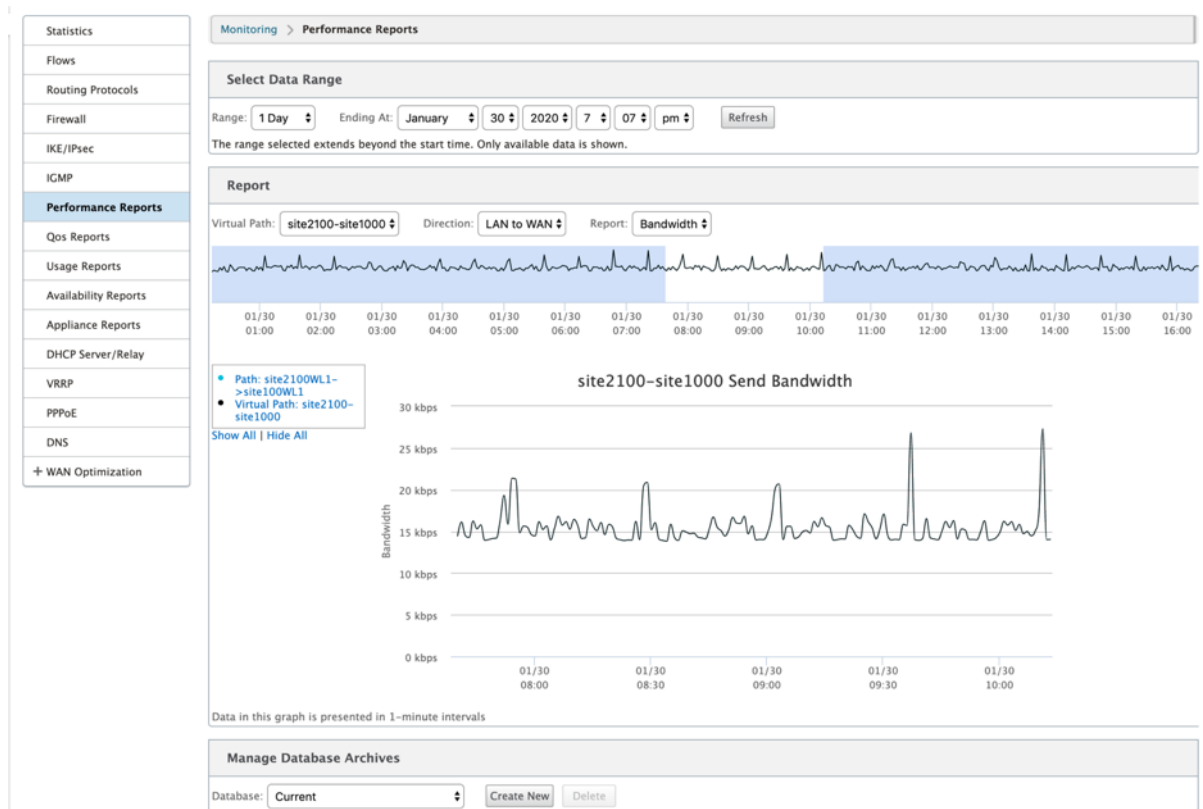 Statistics
Flows
Routing Protocols
Firewall
IKE/IPsec
IGMP
Performance Reports
Qos Reports
Usage Reports
Availability Reports
Appliance Reports
DHCP Server/Relay
VRRP
PPPoE
DNS
+ WAN Optimization
Monitoring > Performance Reports
Select Data Range
Range: 1 Day Ending At: January 30 2020 7 07 pm Refresh
The range selected extends beyond the start time. Only available data is shown.
Report
Virtual Path: site2100-site1000 Direction: LAN to WAN Report: Bandwidth
01/30 01/30 01/30 01/30 01/30 01/30 01/30 01/30 01/30 01/30 01/30 01/30 01/30 01/30 01/30 01/30
01:00 02:00 03:00 04:00 05:00 06:00 07:00 08:00 09:00 10:00 11:00 12:00 13:00 14:00 15:00 16:00
Path: site2100WL1-
>site100WL1
Virtual Path: site2100-
site1000
Show All | Hide All
site2100-site1000 Send Bandwidth
30 kbps
25 kbps
20 kbps
15 kbps
10 kbps
5 kbps
0 kbps
Bandwidth
01/30 01/30 01/30 01/30 01/30
08:00 08:30 09:00 09:30 10:00
Data in this graph is presented in 1-minute intervals
Manage Database Archives
Database: Current Create New Delete